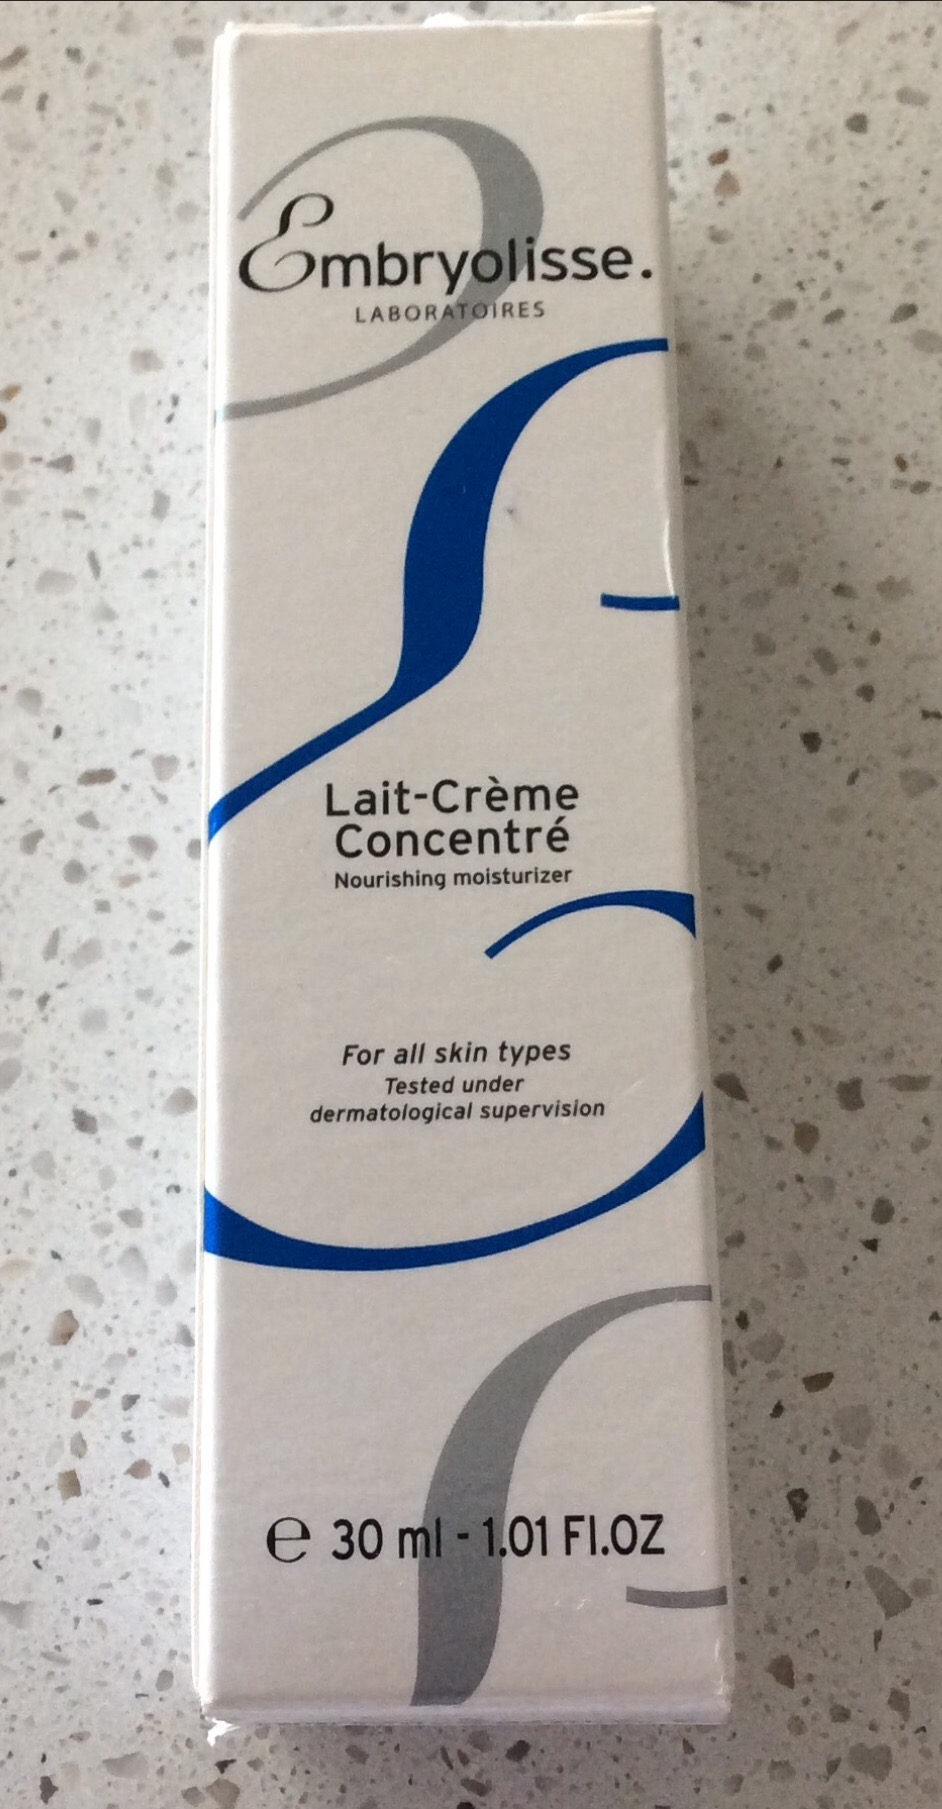 Embryolisse.
LABORATOIRES
Lait-Crème
Concentré
Nourishing moisturizer
For all skin types
Tested under
dermatological supervision
℮ 30 ml - 1.01 Fl.OZ